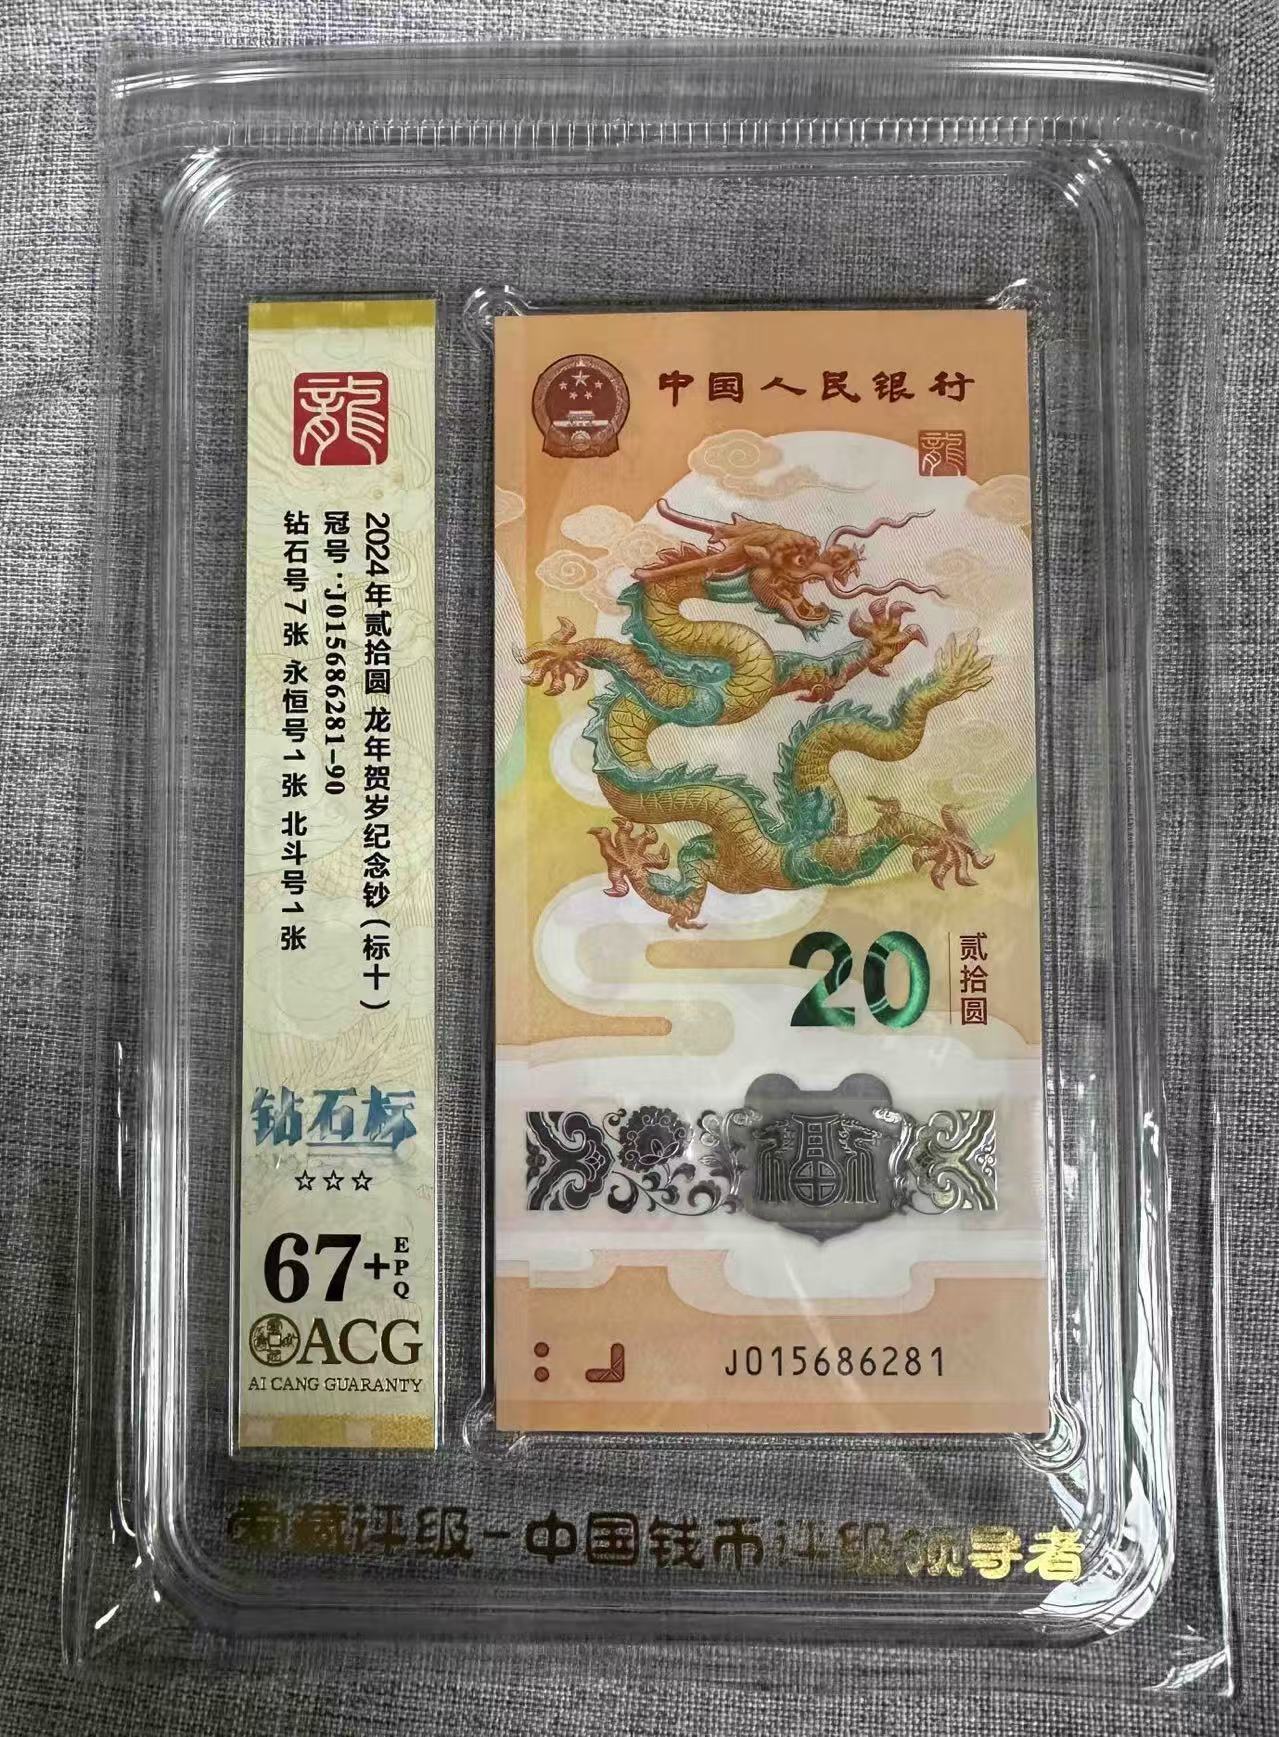 龍
2024年贰拾圆 龙年贺岁纪念钞(标十)
冠号:J015686281-90
钻石号7张 永恒号1张 北斗号1张
钻石标
☆☆☆
67+EPQ
ACG
AI CANG GUARANTY
中国人民银行
龍
20
贰拾圆
福
J015686281
爱藏评级-中国钱币评级领导者